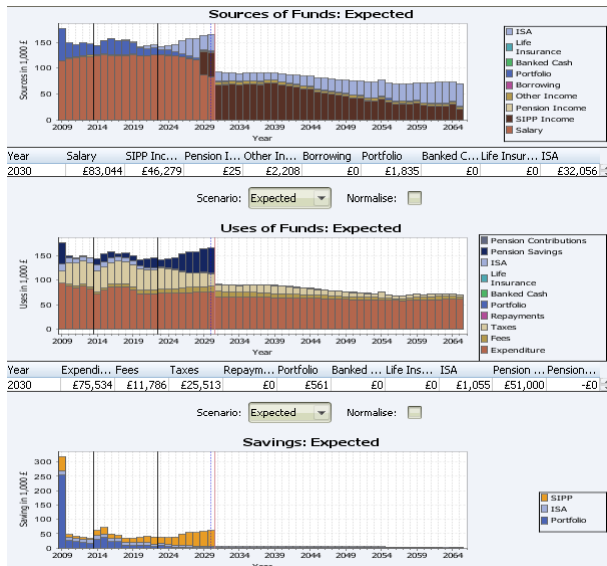 Sources of Funds: Expected
Sources in 1,000 £
150
100
50
0
2009 2014 2019 2024 2029 2034 2039 2044 2049 2054 2059 2064
Year
ISA
Life
Insurance
Banked Cash
Portfolio
Borrowing
Other Income
Pension Income
SIPP Income
Salary
Year Salary SIPP Inc... Pension I... Other In... Borrowing Portfolio Banked C... Life Insur... ISA
2030 £83,044 £46,279 £25 £2,208 £0 £1,835 £0 £0 £32,056
Scenario: Expected Normalise:
Uses of Funds: Expected
Uses in 1,000 £
150
100
50
0
2009 2014 2019 2024 2029 2034 2039 2044 2049 2054 2059 2064
Year
Pension Contributions
Pension Savings
ISA
Life
Insurance
Banked Cash
Portfolio
Repayments
Taxes
Fees
Expenditure
Year Expendi... Fees Taxes Repaym... Portfolio Banked ... Life Ins... ISA Pension ... Pension...
2030 £75,534 £11,786 £25,513 £0 £561 £0 £0 £1,055 £51,000 -£0
Scenario: Expected Normalise:
Savings: Expected
Saving in 1,000 £
300
250
200
150
100
50
0
2009 2014 2019 2024 2029 2034 2039 2044 2049 2054 2059 2064
Year
SIPP
ISA
Portfolio